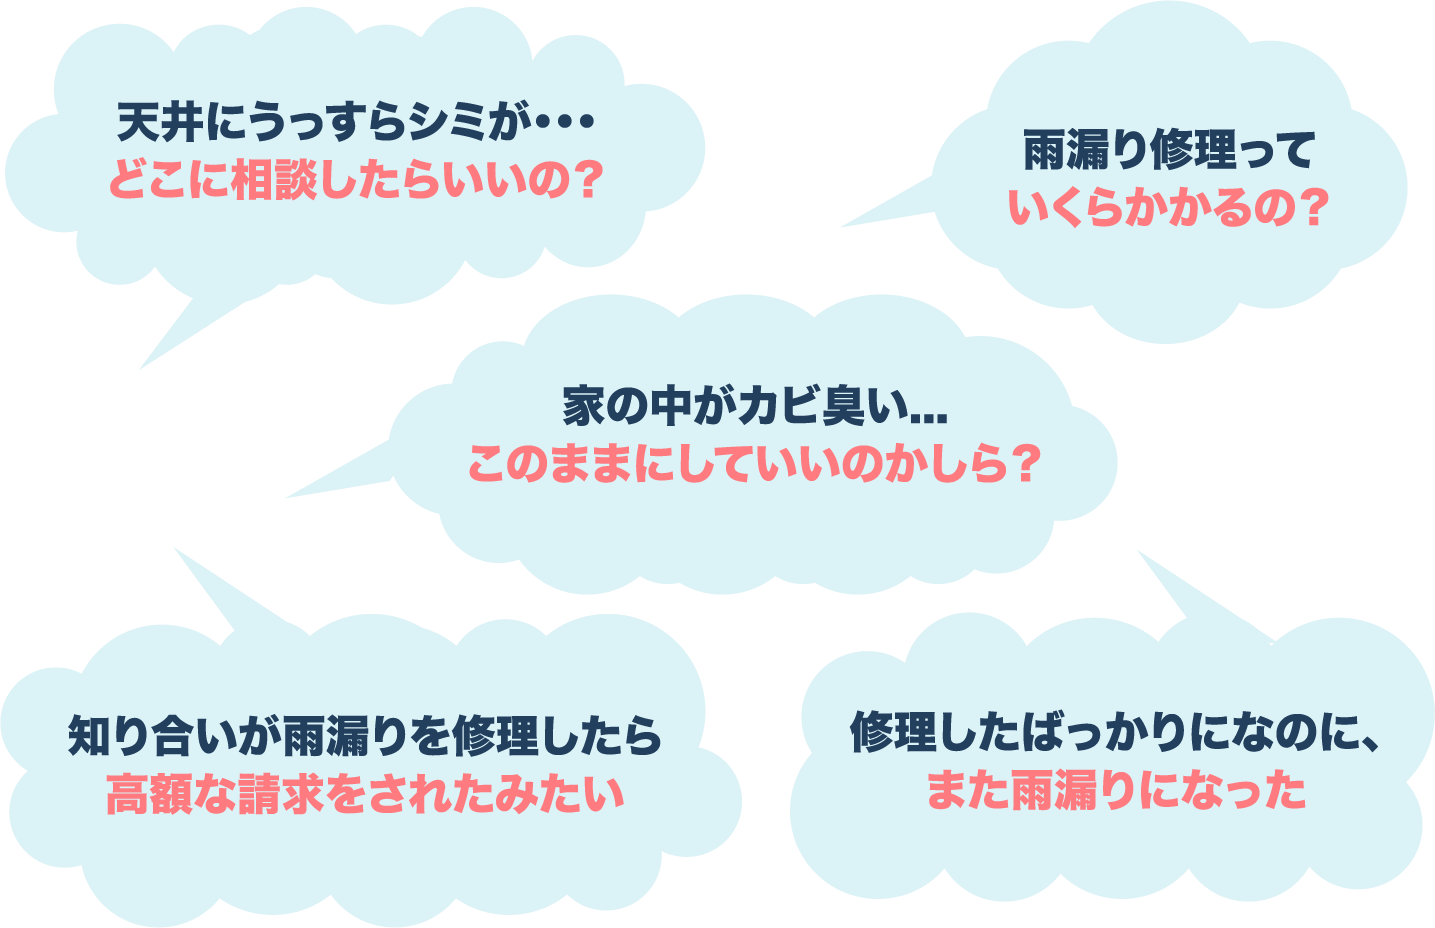 天井にうっすらシミが・・・
どこに相談したらいいの？
雨漏り修理って
いくらかかるの？
家の中がカビ臭い...
このままにしていいのかしら？
知り合いが雨漏りを修理したら
高額な請求をされたみたい
修理したばっかりになのに、
また雨漏りになった